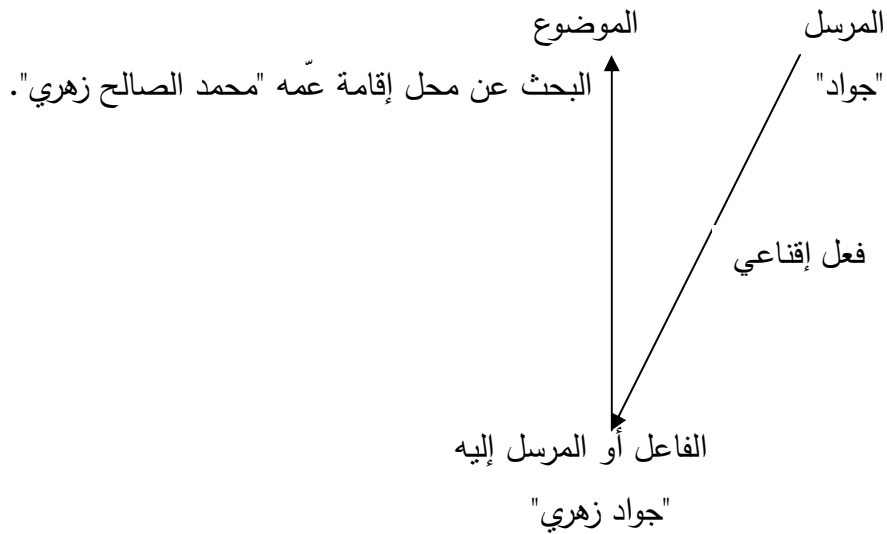 المرسل
الموضوع
"جواد"
البحث عن محل إقامة عمّه "محمد الصالح زهري".
فعل إقناعي
الفاعل أو المرسل إليه
"جواد زهري"